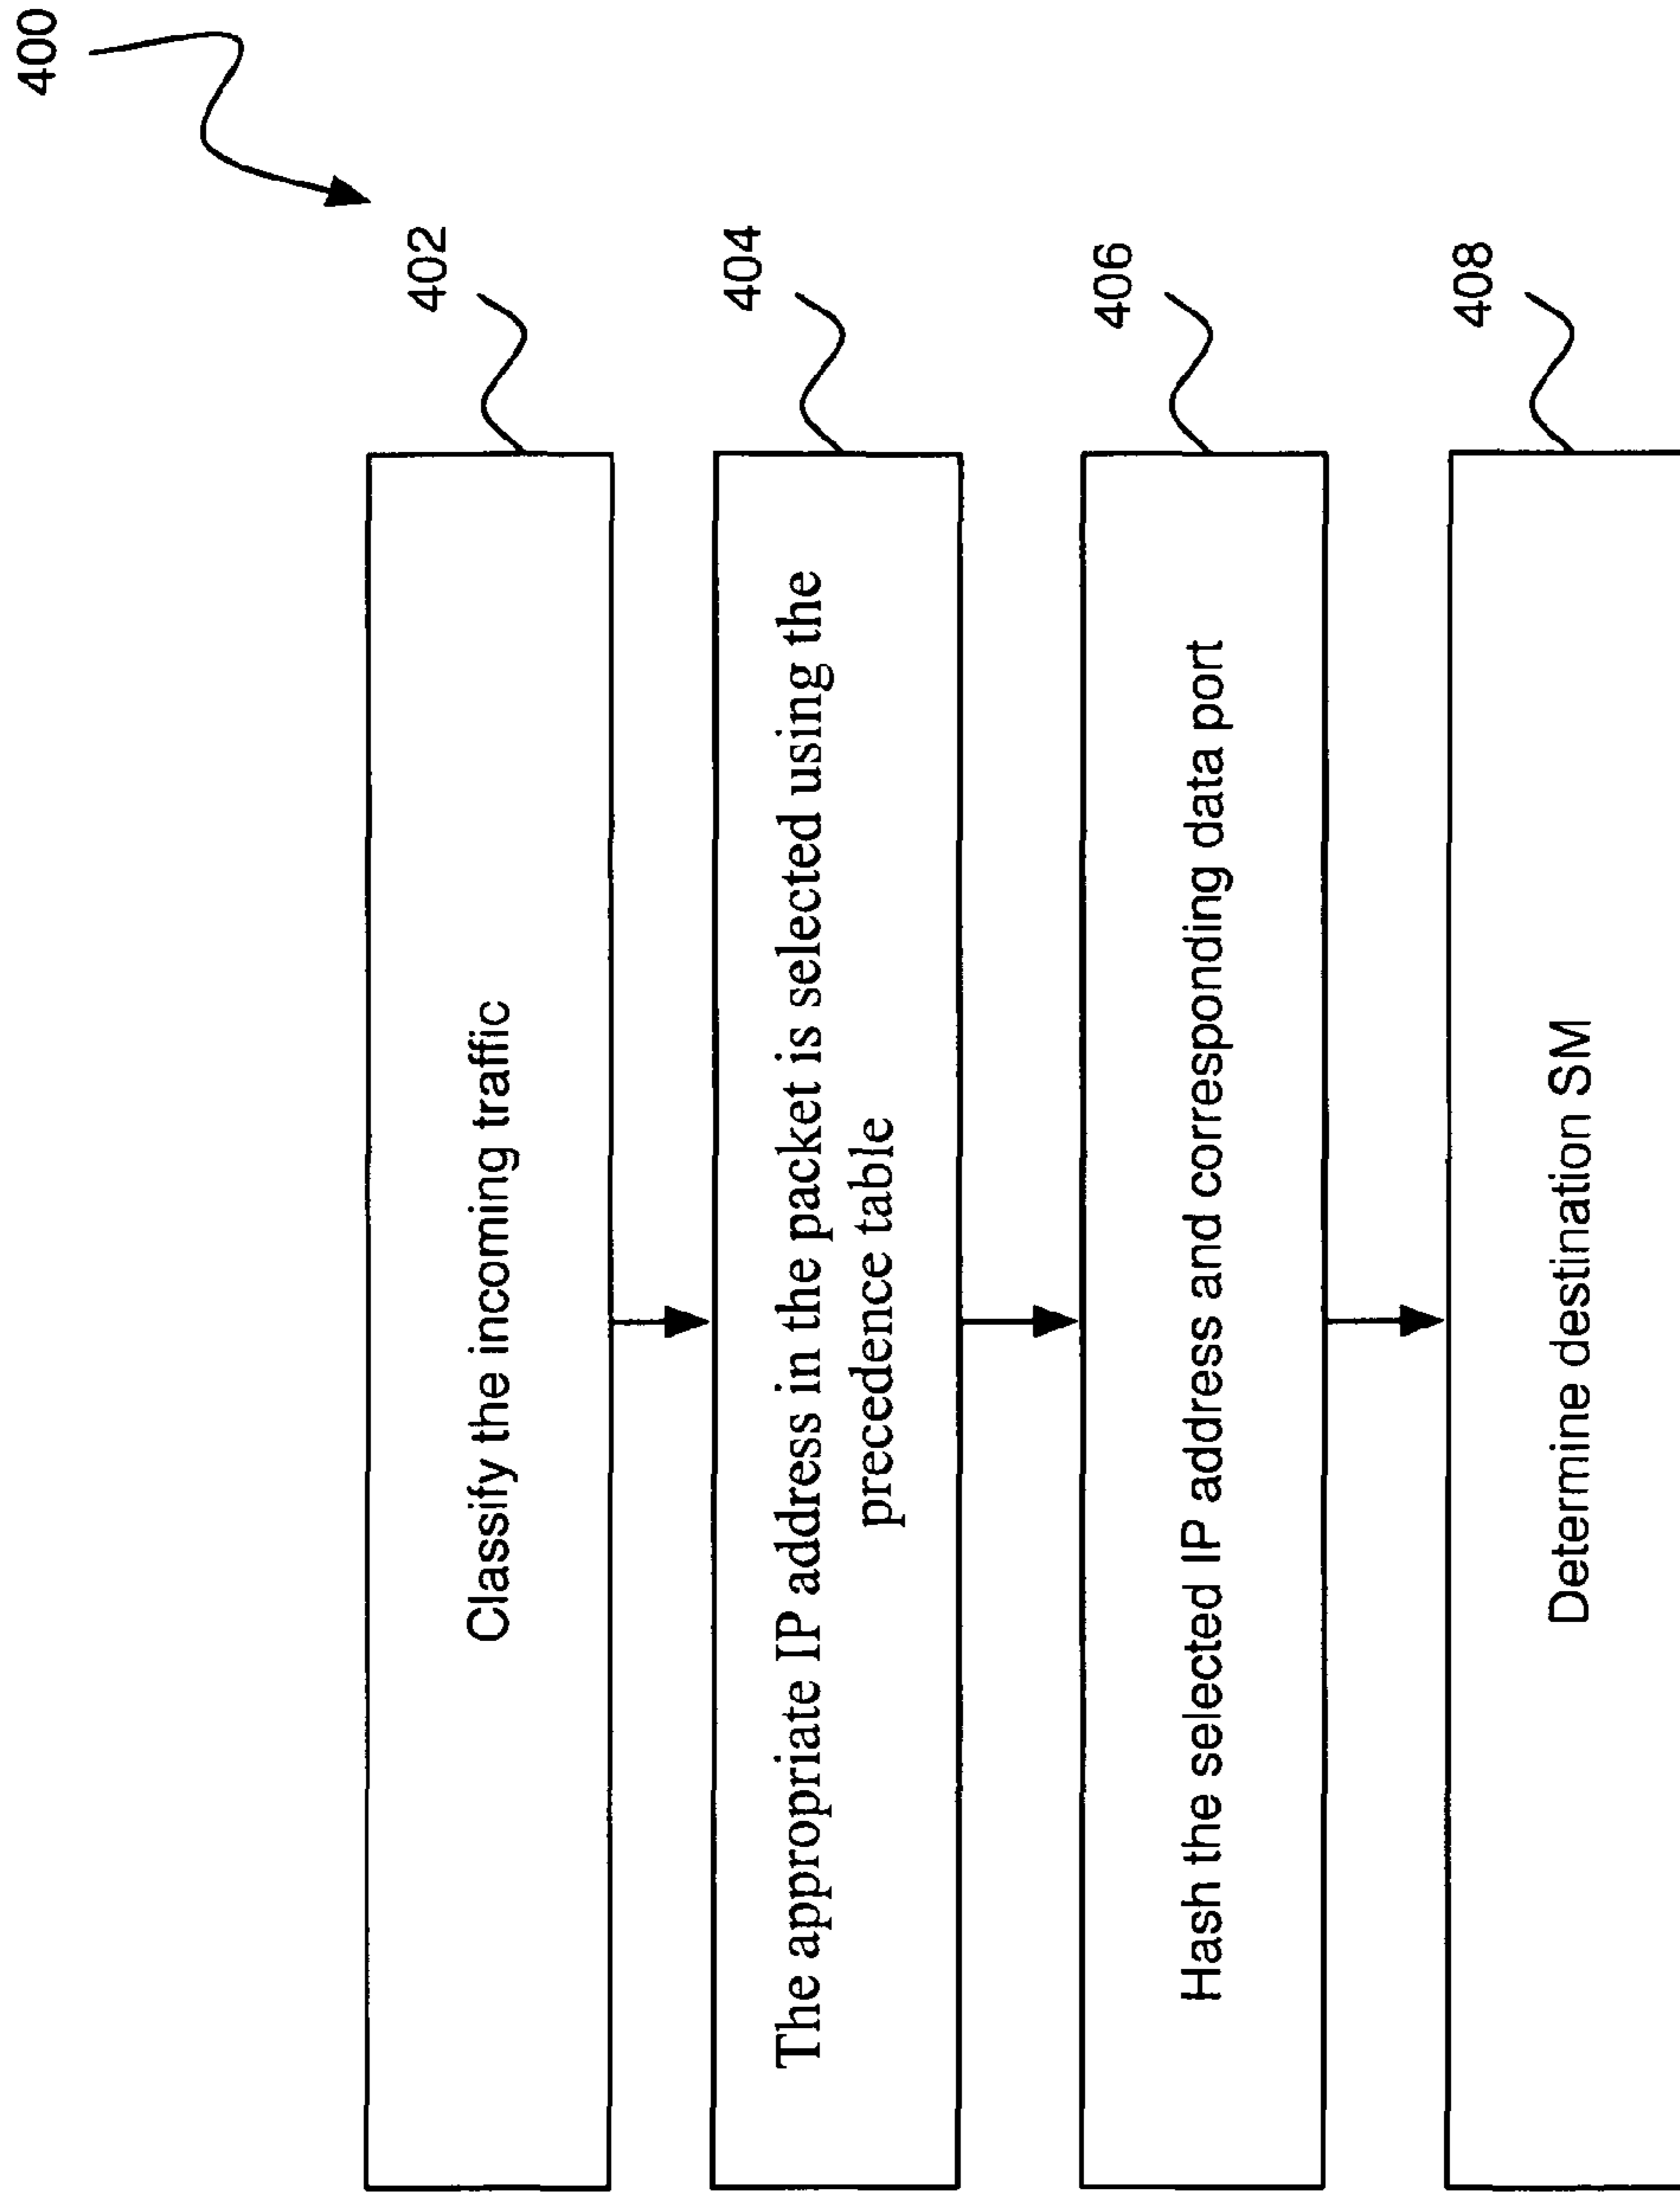 400
402
Classify the incoming traffic
404
The appropriate IP address in the packet is selected using the
precedence table
406
Hash the selected IP address and corresponding data port
408
Determine destination SM